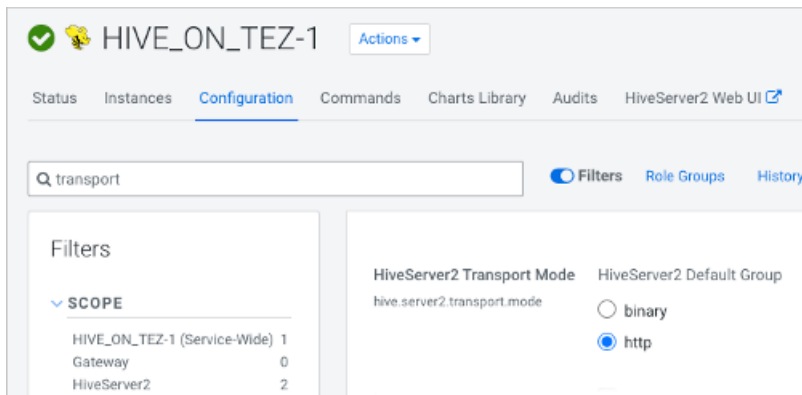 HIVE_ON_TEZ-1 Actions
Status Instances Configuration Commands Charts Library Audits HiveServer2 Web UI
transport Filters Role Groups History
Filters
HiveServer2 Transport Mode HiveServer2 Default Group
SCOPE hive.server2.transport.mode binary
HIVE_ON_TEZ-1 (Service-Wide) 1 http
Gateway 0
HiveServer2 2